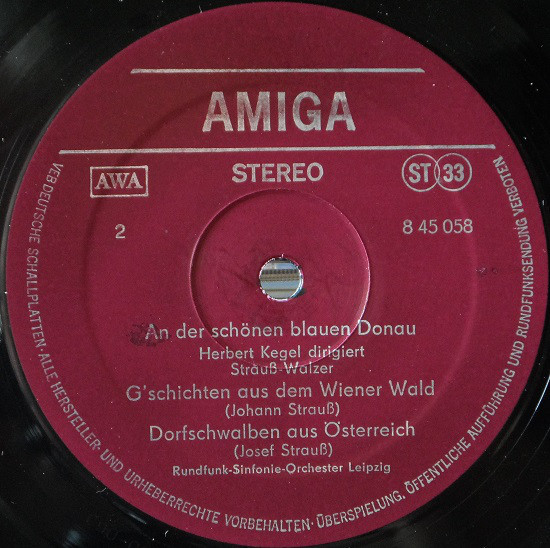 AMIGA
AWA
STEREO
ST 33
2
8 45 058
An der schönen blauen Donau
Herbert Kegel dirigiert
Strauß-Walzer
G'schichten aus dem Wiener Wald
(Johann Strauß)
Dorfschwalben aus Österreich
(Josef Strauß)
Rundfunk-Sinfonie-Orchester Leipzig
VEB DEUTSCHE SCHALLPLATTEN · ALLE HERSTELLER- UND URHEBERRECHTE VORBEHALTEN · ÜBERSPIELUNG, ÖFFENTLICHE AUFFÜHRUNG UND RUNDFUNKSENDUNG VERBOTEN